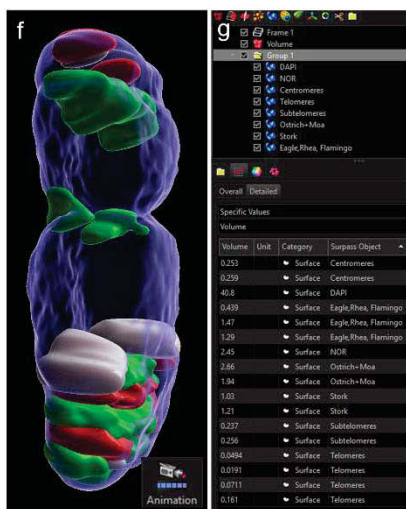 f
Animation
g
Frame 1
Volume
Group 1
DAPI
NOR
Centromeres
Telomeres
Subtelomeres
Ostrich+Moa
Stork
Eagle,Rhea, Flamingo
Overall Detailed
Specific Values
Volume
Volume Unit Category Surpass Object
0.253 Surface Centromeres
0.259 Surface Centromeres
40.8 Surface DAPI
0.439 Surface Eagle,Rhea, Flamingo
1.47 Surface Eagle,Rhea, Flamingo
1.29 Surface Eagle,Rhea, Flamingo
2.45 Surface NOR
2.66 Surface Ostrich+Moa
1.94 Surface Ostrich+Moa
1.03 Surface Stork
1.21 Surface Stork
0.237 Surface Subtelomeres
0.256 Surface Subtelomeres
0.0494 Surface Telomeres
0.0191 Surface Telomeres
0.0711 Surface Telomeres
0.161 Surface Telomeres